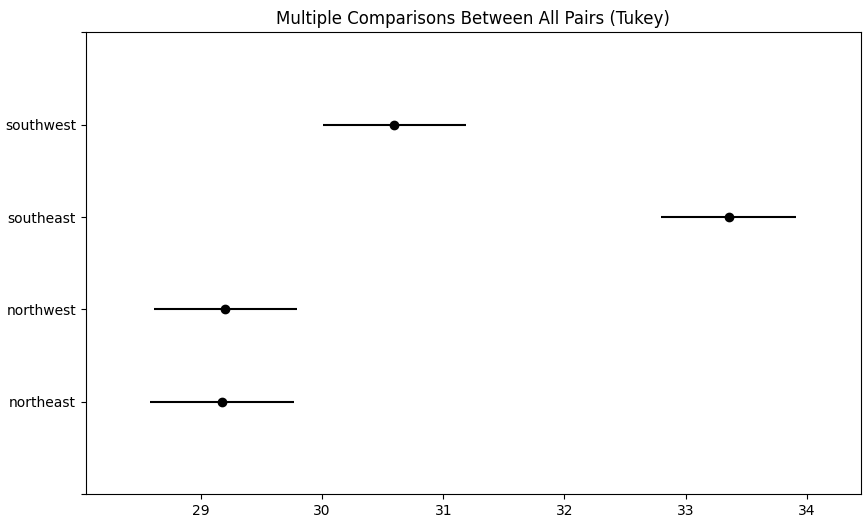 Multiple Comparisons Between All Pairs (Tukey)
southwest
southeast
northwest
northeast
29 30 31 32 33 34